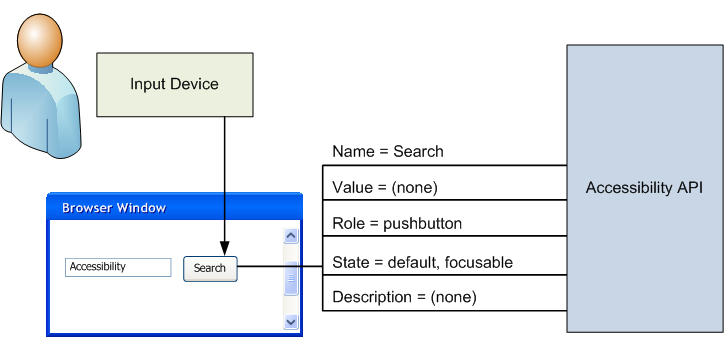 Input Device
Name = Search
Value = (none)
Accessibility API
Browser Window
Role = pushbutton
State = default, focusable
Accessibility
Search
Description = (none)